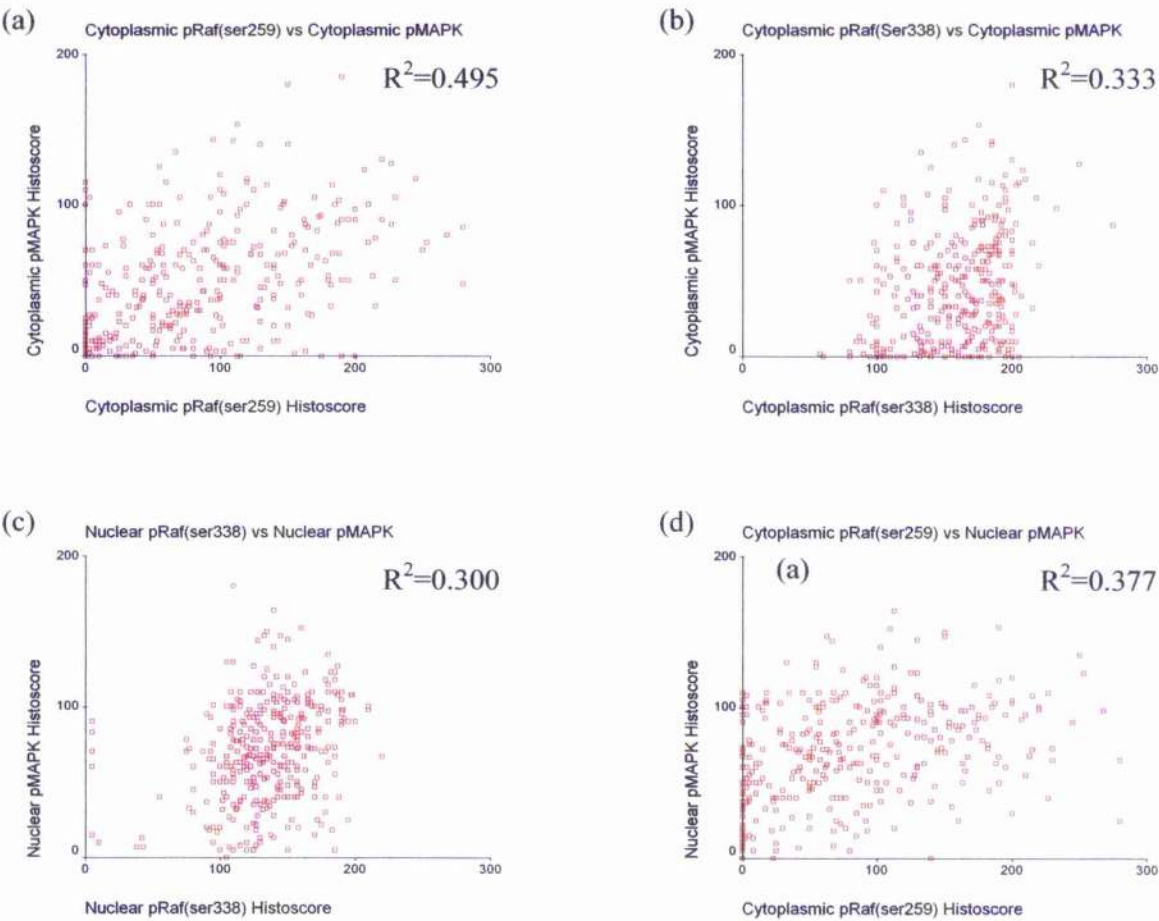 (a)
Cytoplasmic pRaf(ser259) vs Cytoplasmic pMAPK
R²=0.495
200
100
0
Cytoplasmic pMAPK Histoscore
0 100 200 300
Cytoplasmic pRaf(ser259) Histoscore
(b)
Cytoplasmic pRaf(Ser338) vs Cytoplasmic pMAPK
R²=0.333
200
100
0
Cytoplasmic pMAPK Histoscore
0 100 200 300
Cytoplasmic pRaf(ser338) Histoscore
(c)
Nuclear pRaf(ser338) vs Nuclear pMAPK
R²=0.300
200
100
0
Nuclear pMAPK Histoscore
0 100 200 300
Nuclear pRaf(ser338) Histoscore
(d)
Cytoplasmic pRaf(ser259) vs Nuclear pMAPK
(a)
R²=0.377
200
100
0
Nuclear pMAPK Histoscore
0 100 200 300
Cytoplasmic pRaf(ser259) Histoscore